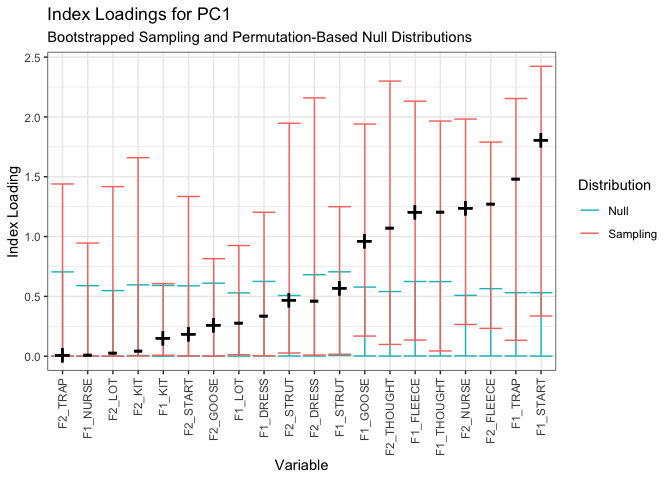 Index Loadings for PC1
Bootstrapped Sampling and Permutation-Based Null Distributions
Index Loading
2.5
2.0
1.5
1.0
0.5
0.0
F2_TRAP
F1_NURSE
F2_LOT
F2_KIT
F1_KIT
F2_START
F2_GOOSE
F1_LOT
F1_DRESS
F2_STRUT
F2_DRESS
F1_STRUT
F1_GOOSE
F2_THOUGHT
F1_FLEECE
F1_THOUGHT
F2_NURSE
F2_FLEECE
F1_TRAP
F1_START
Variable
Distribution
Null
Sampling